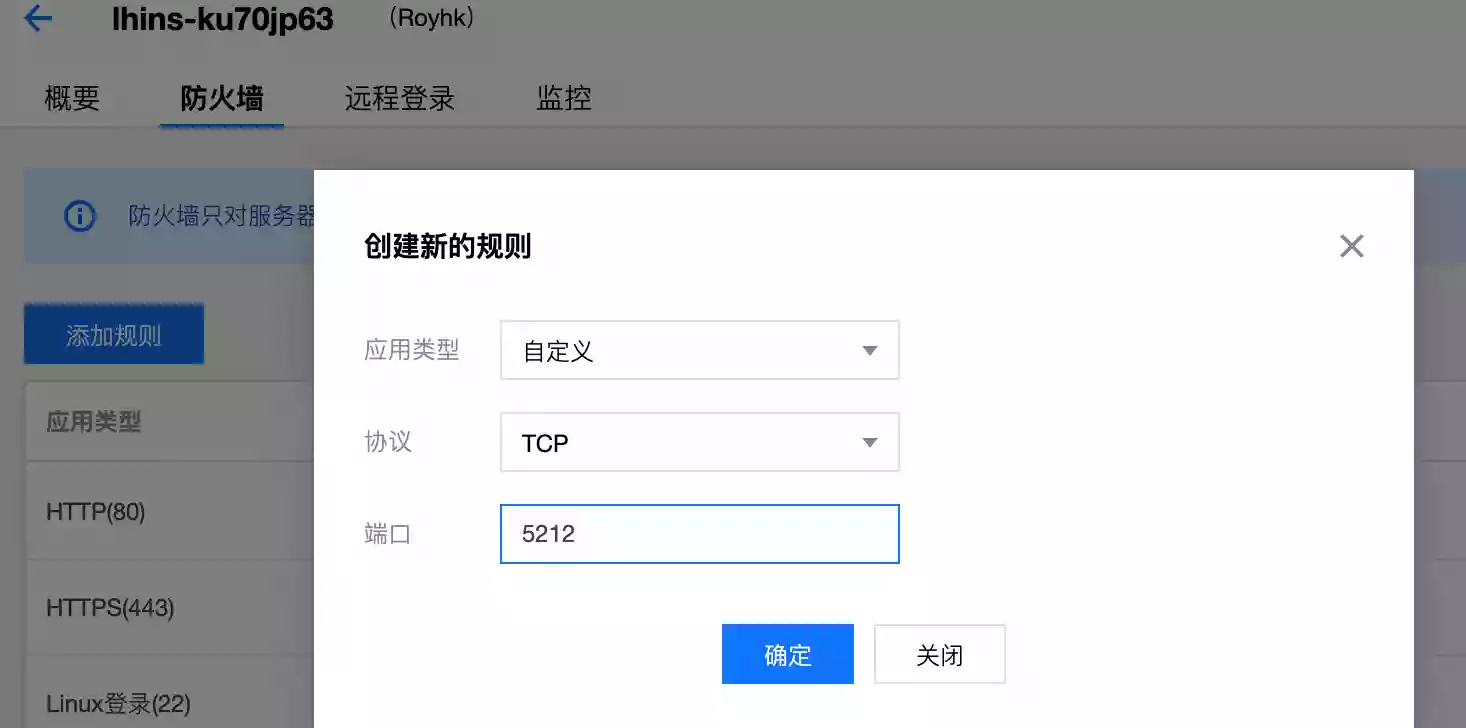 lhins-ku70jp63 （Royhk）
概要 防火墙 远程登录 监控
防火墙只对服务器
创建新的规则
添加规则
应用类型 自定义
应用类型
协议 TCP
HTTP(80)
端口 5212
HTTPS(443)
确定 关闭
Linux登录(22)